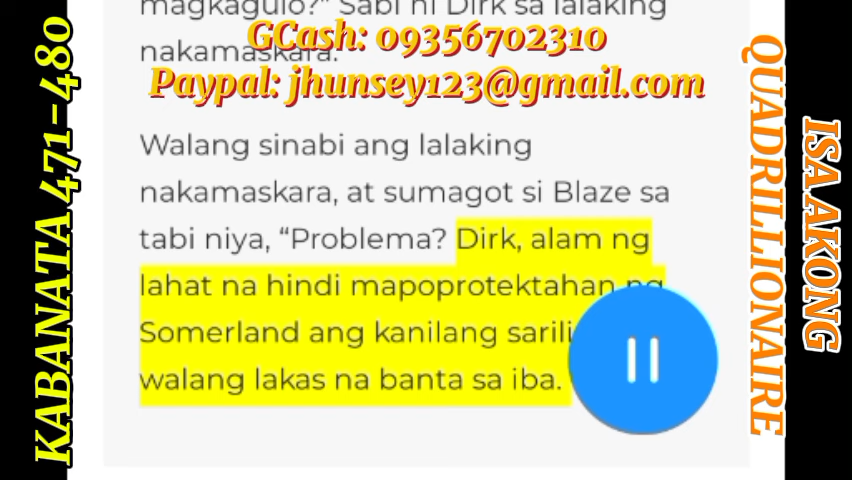 magkagulo?" Sabi ni Dirk sa lalaking
GCash: 09356702310
nakamaskara.
Paypal: jhunsey123@gmail.com
Walang sinabi ang lalaking
nakamaskara, at sumagot si Blaze sa
tabi niya, “Problema? Dirk, alam ng
lahat na hindi mapoprotektahan ng
Somerland ang kanilang sarili
walang lakas na banta sa iba.
KABANATA 471-480
QUADRILLIONAIRE
ISA AKONG